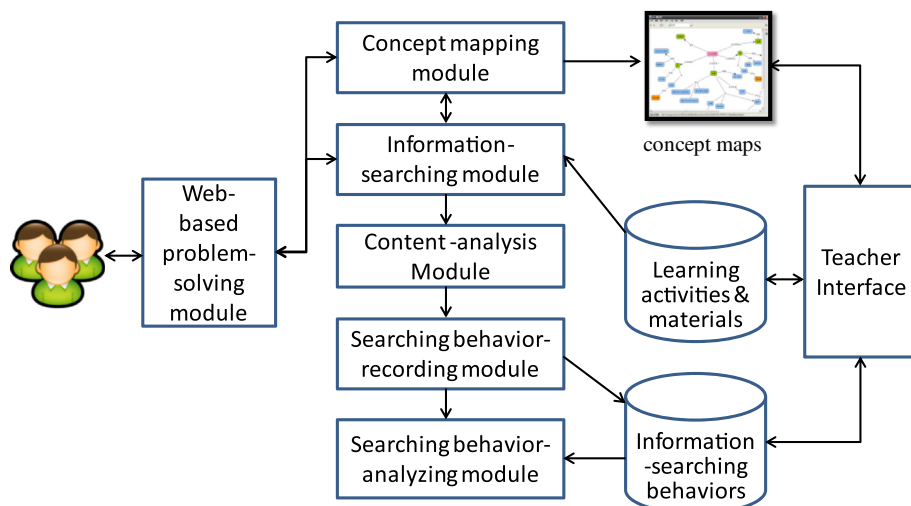 Concept mapping
module
concept maps
Information-
searching module
Web-
based
problem-
solving
module
Content -analysis
Module
Learning
activities &
materials
Teacher
Interface
Searching behavior-
recording module
Searching behavior-
analyzing module
Information
-searching
behaviors